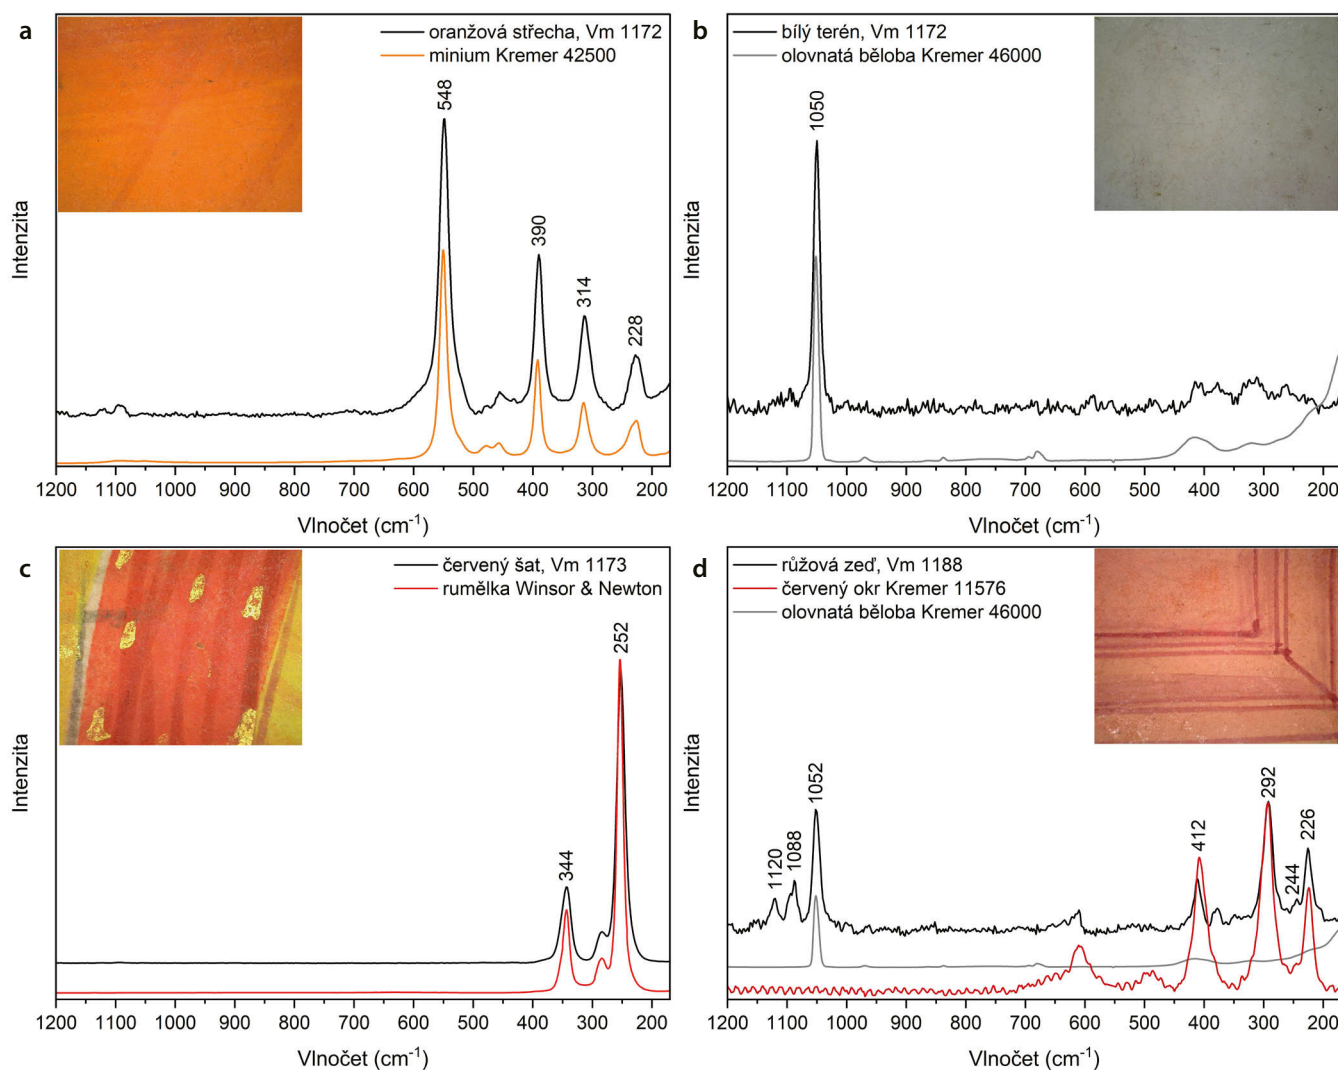 a
oranžová střecha, Vm 1172
minium Kremer 42500
548
390
314
228
Intenzita
1200 1100 1000 900 800 700 600 500 400 300 200
Vlnočet (cm⁻¹)
b
bílý terén, Vm 1172
olovnatá běloba Kremer 46000
1050
Intenzita
1200 1100 1000 900 800 700 600 500 400 300 200
Vlnočet (cm⁻¹)
c
červený šat, Vm 1173
rumělka Winsor & Newton
252
344
Intenzita
1200 1100 1000 900 800 700 600 500 400 300 200
Vlnočet (cm⁻¹)
d
růžová zeď, Vm 1188
červený okr Kremer 11576
olovnatá běloba Kremer 46000
1120
1088
1052
412
292
244
226
Intenzita
1200 1100 1000 900 800 700 600 500 400 300 200
Vlnočet (cm⁻¹)